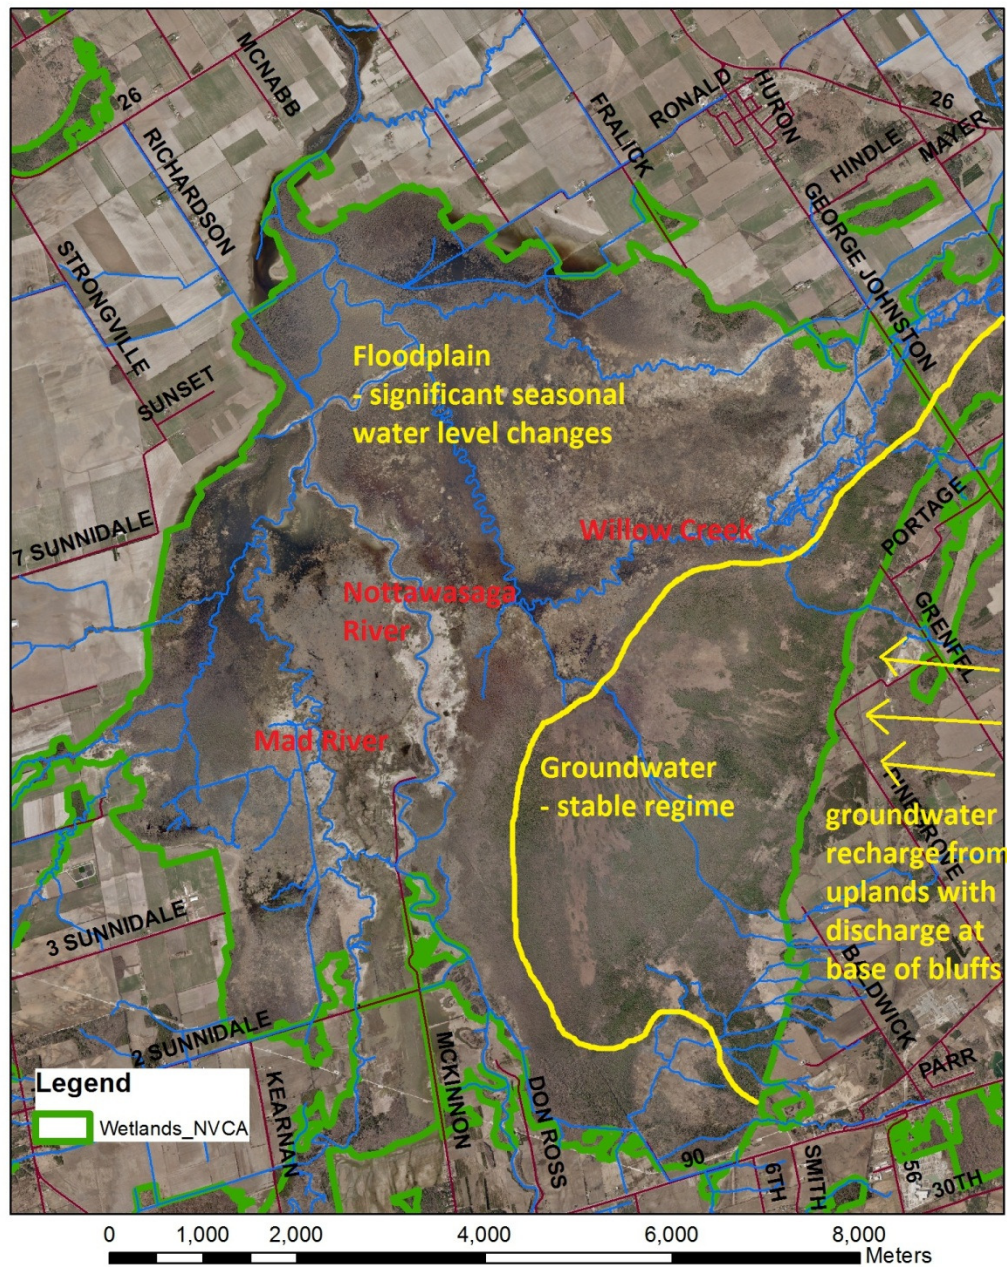 MCNABB
26
RICHARDSON
STRONGVILLE
SUNSET
7 SUNNIDALE
FRALICK
RONALD
HURON
26
HINDLE
MAYER
GEORGE JOHNSTON
Floodplain
- significant seasonal
water level changes
Willow Creek
PORTAGE
Nottawasaga
River
GRENFEL
Mad River
Groundwater
- stable regime
groundwater
recharge from
uplands with
discharge at
base of bluffs
3 SUNNIDALE
2 SUNNIDALE
BALDWICK
PARR
KEARNAN
MCKINNON
DON ROSS
90
6TH
SMITH
56
30TH
Legend
Wetlands_NVCA
0 1,000 2,000 4,000 6,000 8,000
Meters